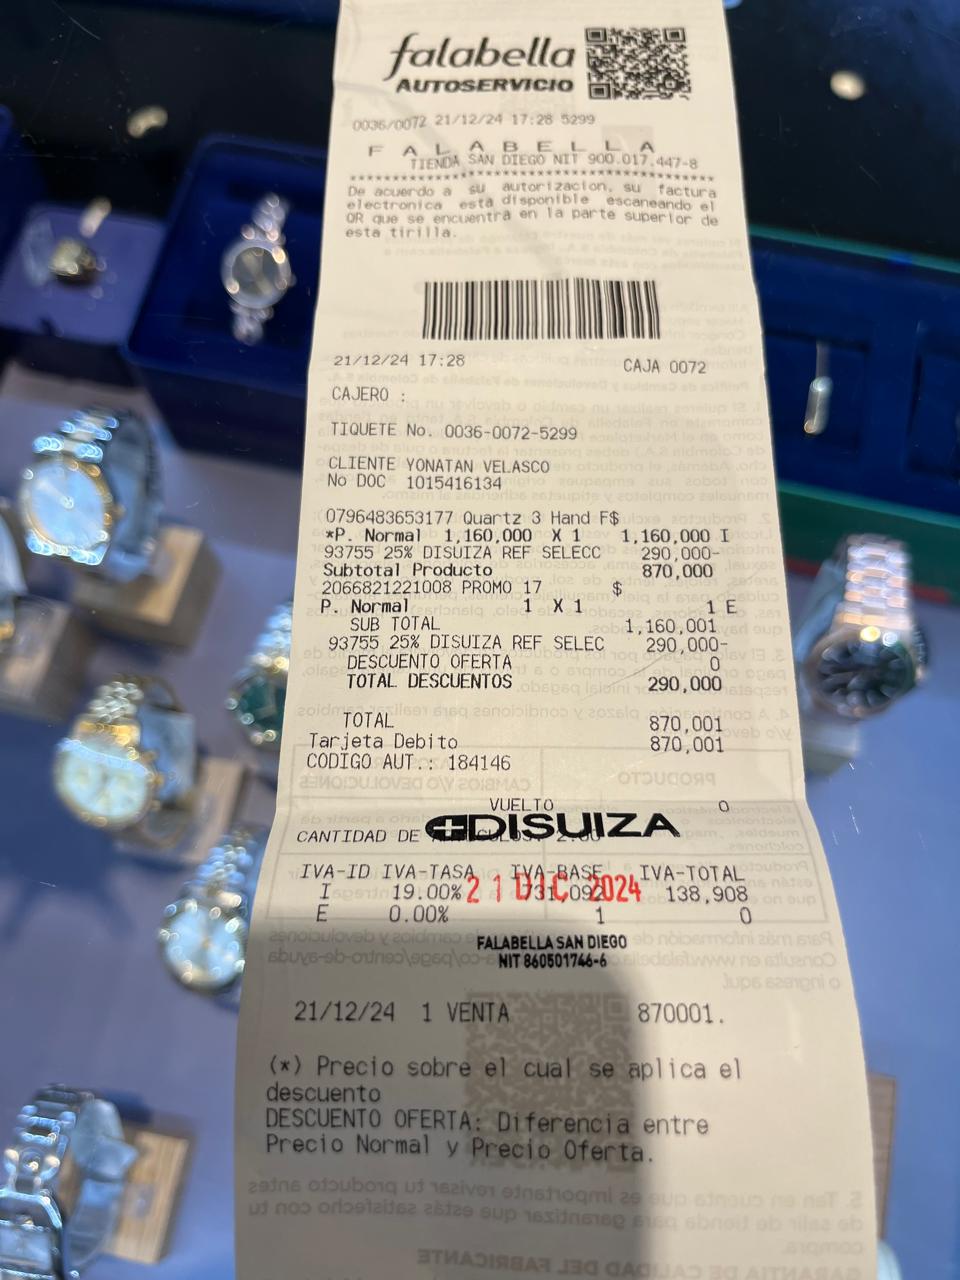 falabella
AUTOSERVICIO
0036/0072 21/12/24 17:28 5299
F A L A B E L L A
TIENDA SAN DIEGO NIT 900.017.447-8
De acuerdo a su autorizacion, su factura
electronica está disponible escaneando el
QR que se encuentra en la parte superior de
esta tirilla.
21/12/24 17:28 CAJA 0072
CAJERO :
TIQUETE No. 0036-0072-5299
CLIENTE YONATAN VELASCO
No DOC 1015416134
0796483653177 Quartz 3 Hand F$
*P. Normal 1,160,000 X 1 1,160,000 I
93755 25% DISUIZA REF SELECC 290,000-
Subtotal Producto 870,000
2066821221008 PROMO 17 $
P. Normal 1 X 1 1 E
SUB TOTAL 1,160,001
93755 25% DISUIZA REF SELEC 290,000-
DESCUENTO OFERTA 0
TOTAL DESCUENTOS 290,000
TOTAL 870,001
Tarjeta Debito 870,001
CODIGO AUT.: 184146
VUELTO 0
DISUIZA
CANTIDAD DE
IVA-ID IVA-TASA IVA-BASE IVA-TOTAL
I 19.00% 731,092 138,908
21 DIC 2024
E 0.00% 1 0
FALABELLA SAN DIEGO
NIT 860501746-6
21/12/24 1 VENTA 870001.
(*) Precio sobre el cual se aplica el
descuento
DESCUENTO OFERTA: Diferencia entre
Precio Normal y Precio Oferta.